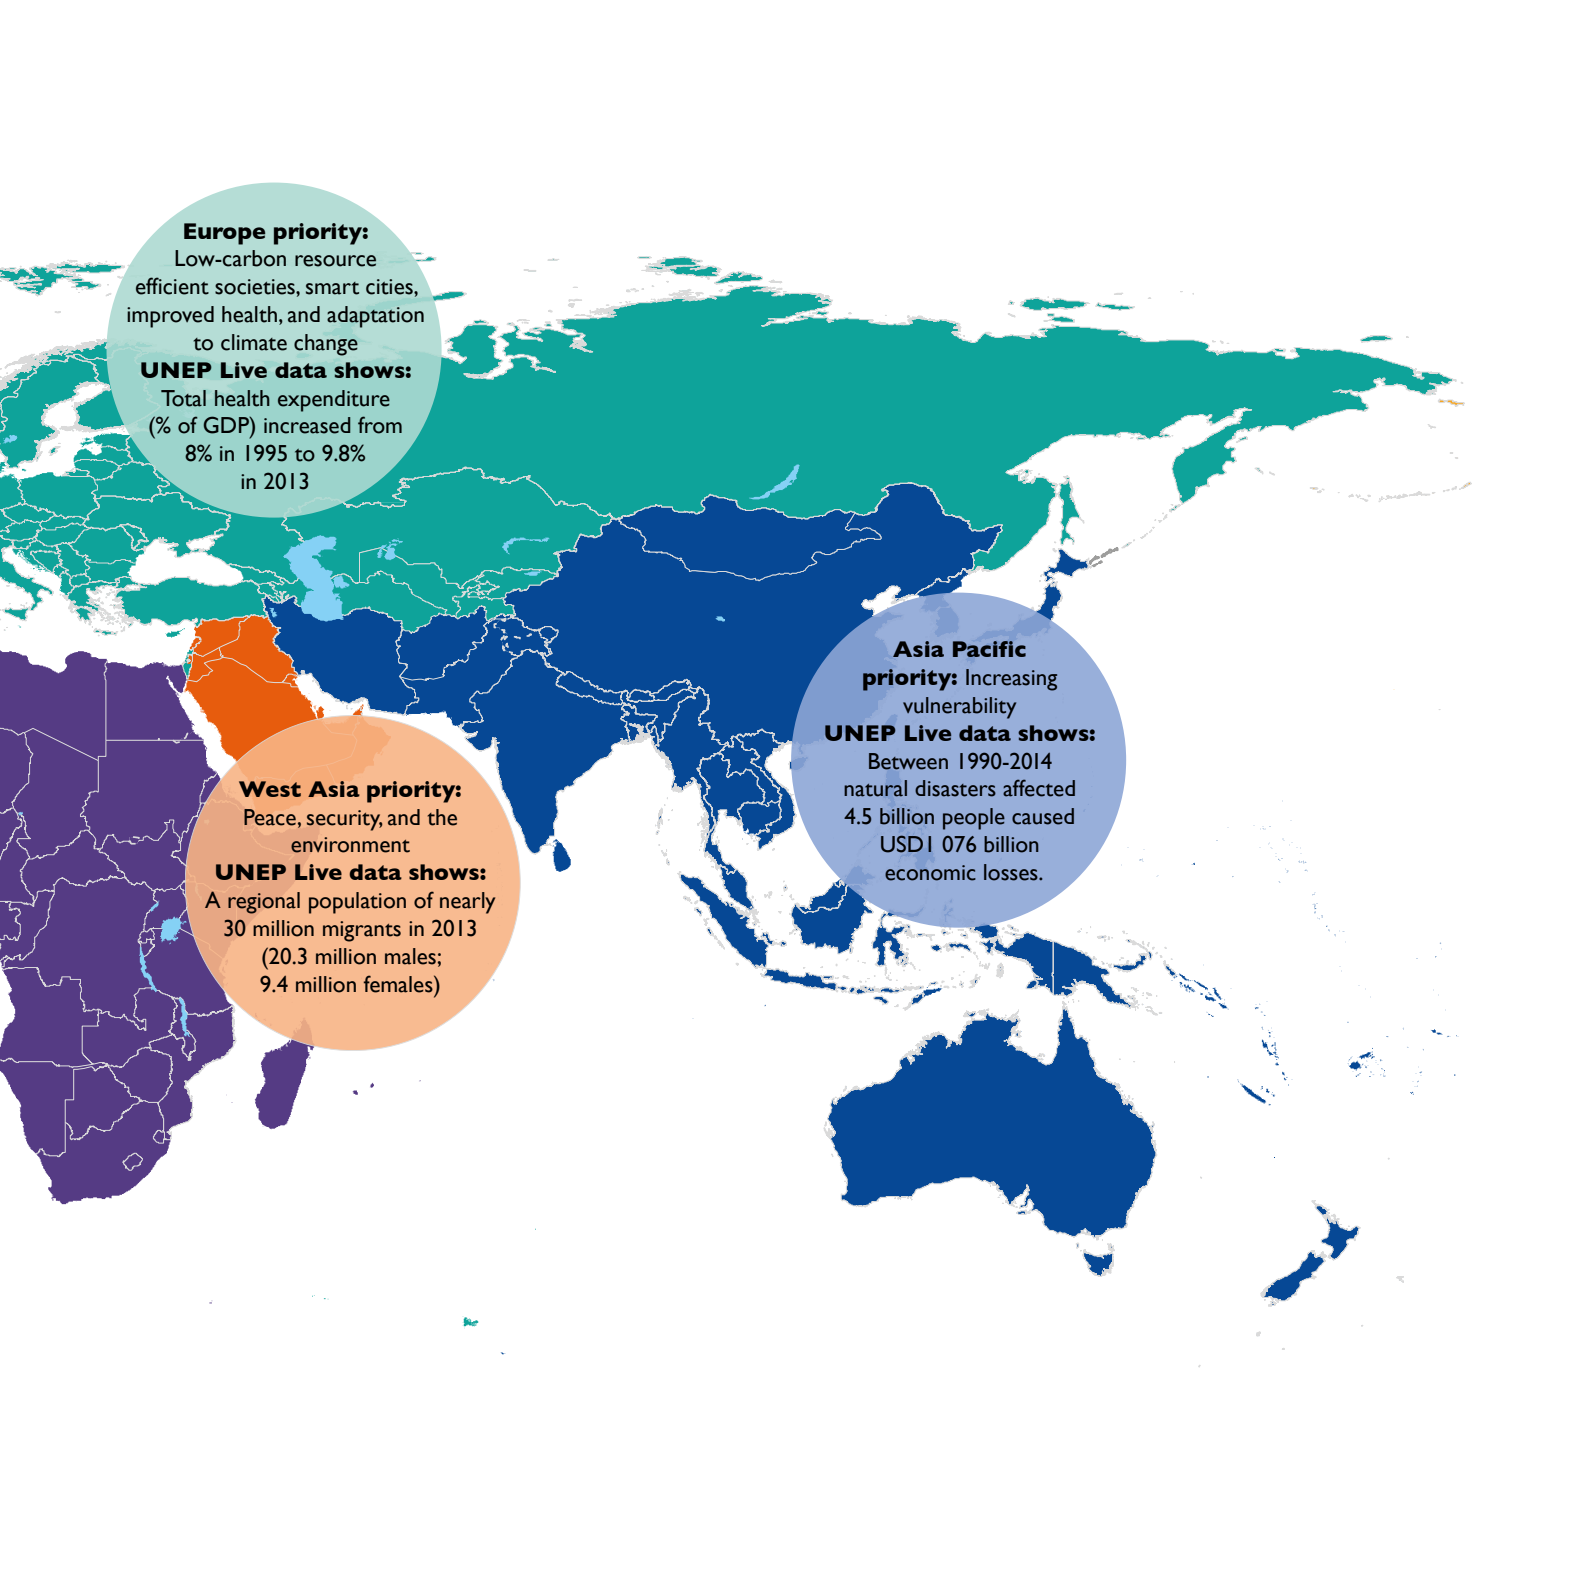 Europe priority:
Low-carbon resource
efficient societies, smart cities,
improved health, and adaptation
to climate change
UNEP Live data shows:
Total health expenditure
(% of GDP) increased from
8% in 1995 to 9.8%
in 2013
Asia Pacific
priority: Increasing
vulnerability
UNEP Live data shows:
Between 1990-2014
natural disasters affected
4.5 billion people caused
USD1 076 billion
economic losses.
West Asia priority:
Peace, security, and the
environment
UNEP Live data shows:
A regional population of nearly
30 million migrants in 2013
(20.3 million males;
9.4 million females)